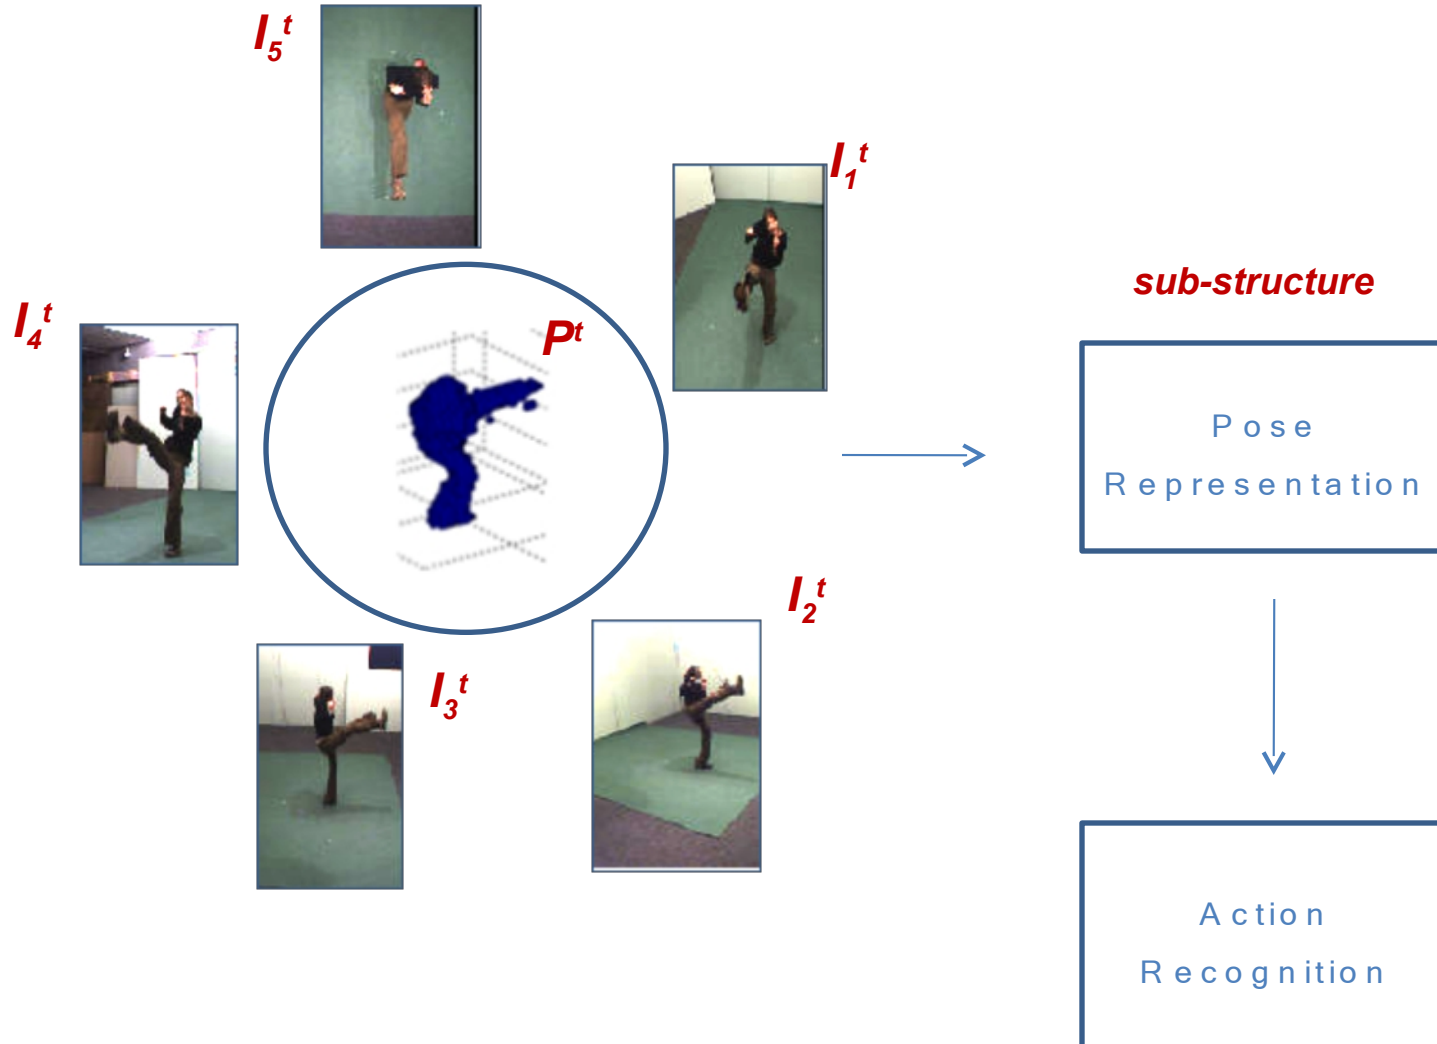 I5t
I1t
sub-structure
I4t
Pt
Pose
Representation
I2t
I3t
Action
Recognition